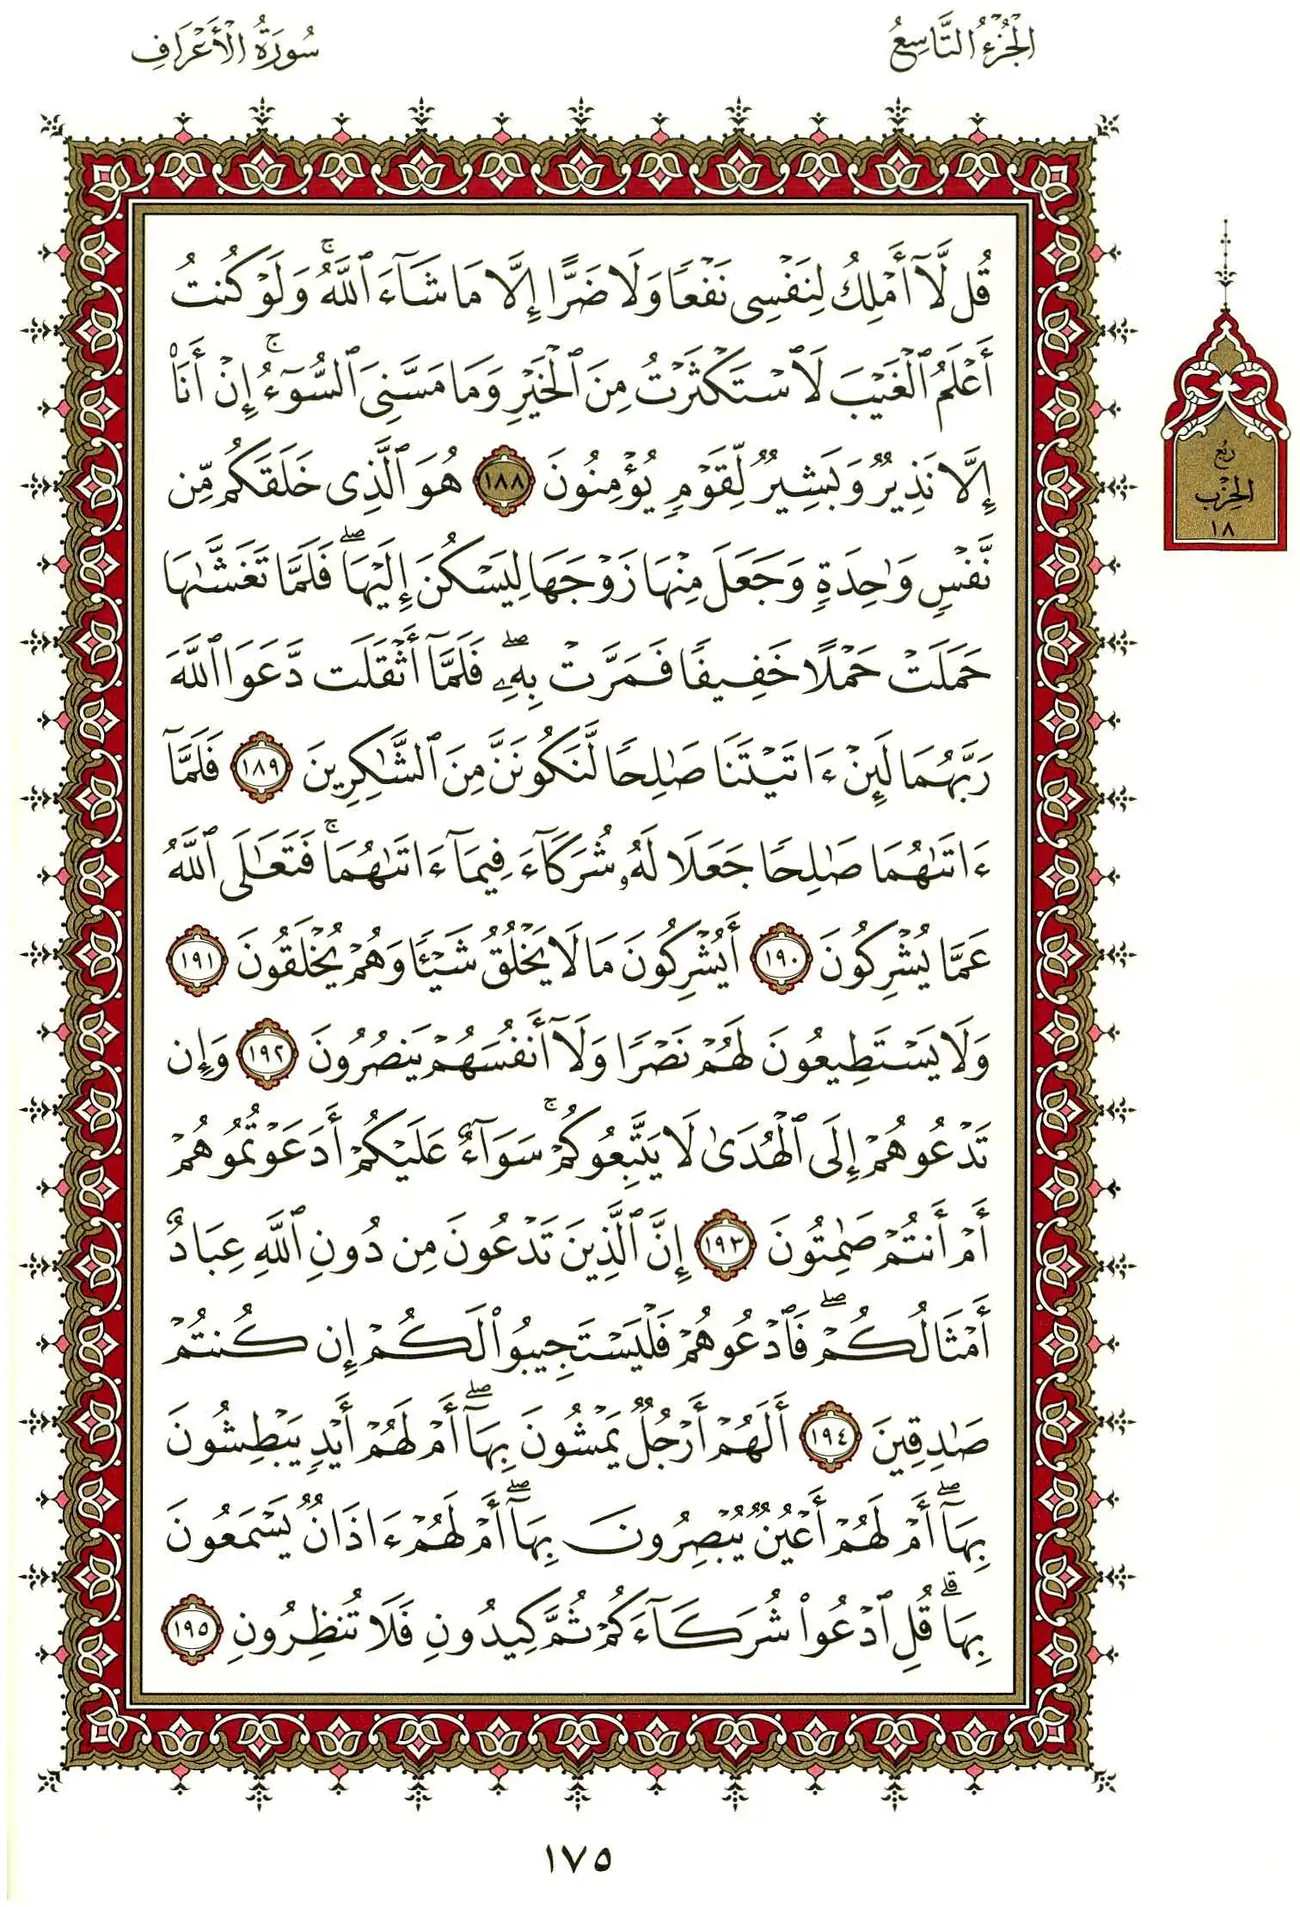 الجزء التاسع
سورة الأعراف
قُل لَّآ أَمْلِكُ لِنَفْسِى نَفْعًا وَلَا ضَرًّا إِلَّا مَا شَآءَ ٱللَّهُ ۚ وَلَوْ كُنتُ
أَعْلَمُ ٱلْغَيْبَ لَٱسْتَكْثَرْتُ مِنَ ٱلْخَيْرِ وَمَا مَسَّنِىَ ٱلسُّوٓءُ ۚ إِنْ أَنَا۠
إِلَّا نَذِيرٌ وَبَشِيرٌ لِّقَوْمٍ يُؤْمِنُونَ ١٨٨ هُوَ ٱلَّذِى خَلَقَكُم مِّن
نَّفْسٍ وَٰحِدَةٍ وَجَعَلَ مِنْهَا زَوْجَهَا لِيَسْكُنَ إِلَيْهَا ۖ فَلَمَّا تَغَشَّىٰهَا
حَمَلَتْ حَمْلًا خَفِيفًا فَمَرَّتْ بِهِۦ ۖ فَلَمَّآ أَثْقَلَت دَّعَوَا ٱللَّهَ
رَبَّهُمَا لَئِنْ ءَاتَيْتَنَا صَٰلِحًا لَّنَكُونَنَّ مِنَ ٱلشَّٰكِرِينَ ١٨٩ فَلَمَّآ
ءَاتَىٰهُمَا صَٰلِحًا جَعَلَا لَهُۥ شُرَكَآءَ فِيمَآ ءَاتَىٰهُمَا ۚ فَتَعَٰلَى ٱللَّهُ
عَمَّا يُشْرِكُونَ ١٩٠ أَيُشْرِكُونَ مَا لَا يَخْلُقُ شَيْـًٔا وَهُمْ يُخْلَقُونَ ١٩١
وَلَا يَسْتَطِيعُونَ لَهُمْ نَصْرًا وَلَآ أَنفُسَهُمْ يَنصُرُونَ ١٩٢ وَإِن
تَدْعُوهُمْ إِلَى ٱلْهُدَىٰ لَا يَتَّبِعُوكُمْ ۚ سَوَآءٌ عَلَيْكُمْ أَدَعَوْتُمُوهُمْ
أَمْ أَنتُمْ صَٰمِتُونَ ١٩٣ إِنَّ ٱلَّذِينَ تَدْعُونَ مِن دُونِ ٱللَّهِ عِبَادٌ
أَمْثَالُكُمْ ۖ فَٱدْعُوهُمْ فَلْيَسْتَجِيبُوا۟ لَكُمْ إِن كُنتُمْ
صَٰدِقِينَ ١٩٤ أَلَهُمْ أَرْجُلٌ يَمْشُونَ بِهَآ ۖ أَمْ لَهُمْ أَيْدٍ يَبْطِشُونَ
بِهَآ ۖ أَمْ لَهُمْ أَعْيُنٌ يُبْصِرُونَ بِهَآ ۖ أَمْ لَهُمْ ءَاذَانٌ يَسْمَعُونَ
بِهَا ۗ قُلِ ٱدْعُوا۟ شُرَكَآءَكُمْ ثُمَّ كِيدُونِ فَلَا تُنظِرُونِ ١٩٥
ربع
الحزب
١٨
١٧٥